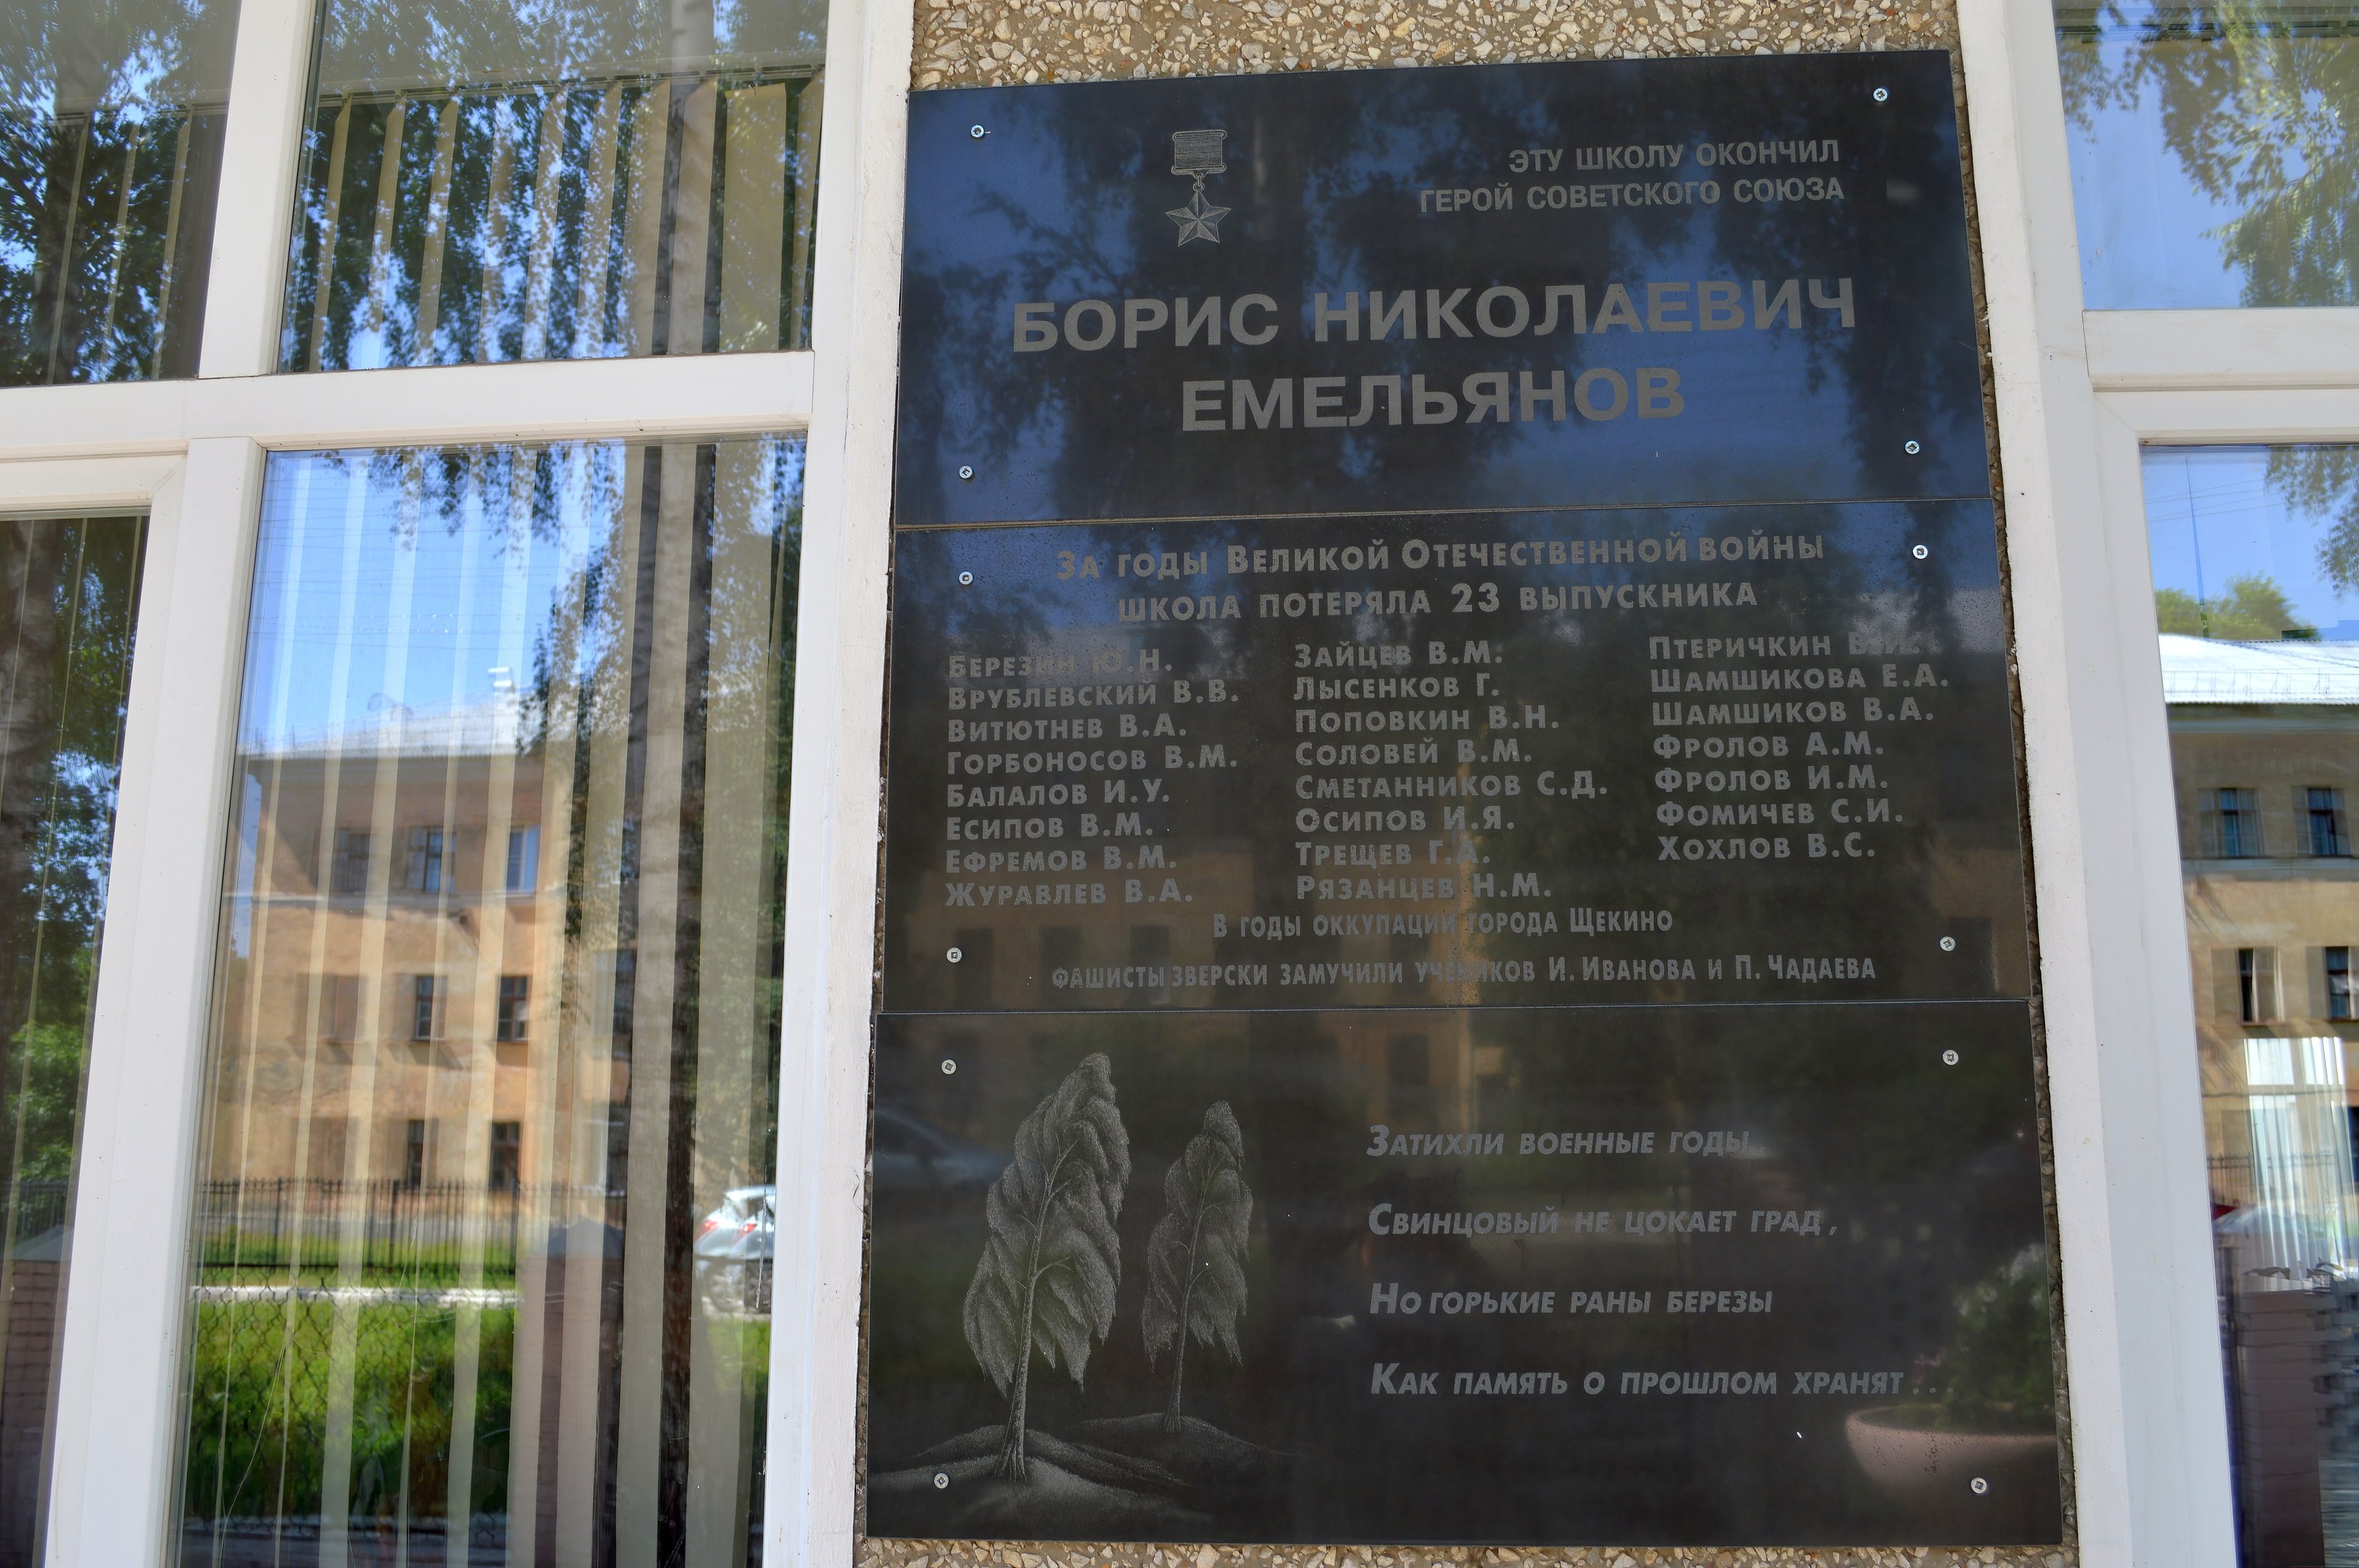 ЭТУ ШКОЛУ ОКОНЧИЛ
ГЕРОЙ СОВЕТСКОГО СОЮЗА
БОРИС НИКОЛАЕВИЧ
ЕМЕЛЬЯНОВ
За годы Великой Отечественной войны
школа потеряла 23 выпускника
Березин Ю.Н.
Врублевский В.В.
Витютнев В.А.
Горбоносов В.М.
Балалов И.У.
Есипов В.М.
Ефремов В.М.
Журавлев В.А.
Зайцев В.М.
Лысенков Г.
Поповкин В.Н.
Соловей В.М.
Сметанников С.Д.
Осипов И.Я.
Трещев Г.А.
Рязанцев Н.М.
Птеричкин В.И.
Шамшикова Е.А.
Шамшиков В.А.
Фролов А.М.
Фролов И.М.
Фомичев С.И.
Хохлов В.С.
В годы оккупации города Щекино
фашисты зверски замучили учеников И. Иванова и П. Чадаева
Затихли военные годы
Свинцовый не цокает град,
Но горькие раны березы
Как память о прошлом хранят...